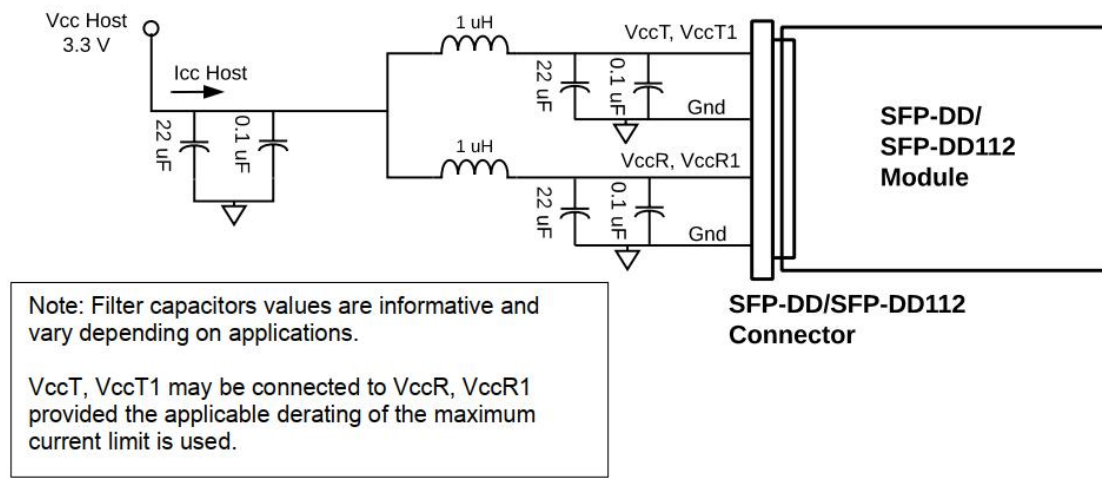 Vcc Host
3.3 V
Icc Host
22 uF
0.1 uF
1 uH
VccT, VccT1
22 uF
0.1 uF
Gnd
1 uH
VccR, VccR1
22 uF
0.1 uF
Gnd
SFP-DD/
SFP-DD112
Module
SFP-DD/SFP-DD112
Connector
Note: Filter capacitors values are informative and
vary depending on applications.
VccT, VccT1 may be connected to VccR, VccR1
provided the applicable derating of the maximum
current limit is used.